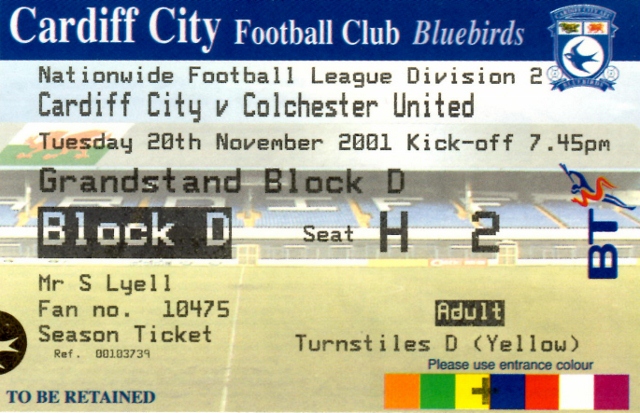 Cardiff City Football Club Bluebirds
Nationwide Football League Division 2
Cardiff City v Colchester United
Tuesday 20th November 2001 Kick-off 7.45pm
Grandstand Block D
Block D Seat H 2
BT
Mr S Lyell
Fan no. 10475
Season Ticket
Ref. 00103739
Adult
Turnstiles D (Yellow)
Please use entrance colour
TO BE RETAINED